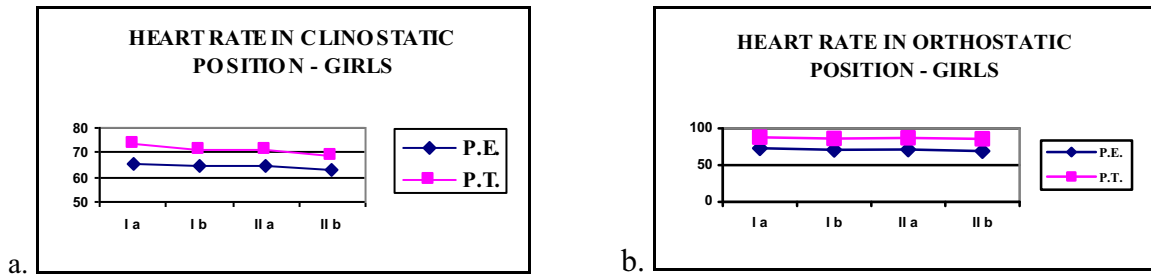 HEART RATE IN CLINOSTATIC
POSITION - GIRLS
80
70
60
50
I a I b II a II b
P.E.
P.T.
a.
HEART RATE IN ORTHOSTATIC
POSITION - GIRLS
100
50
0
I a I b II a II b
P.E.
P.T.
b.